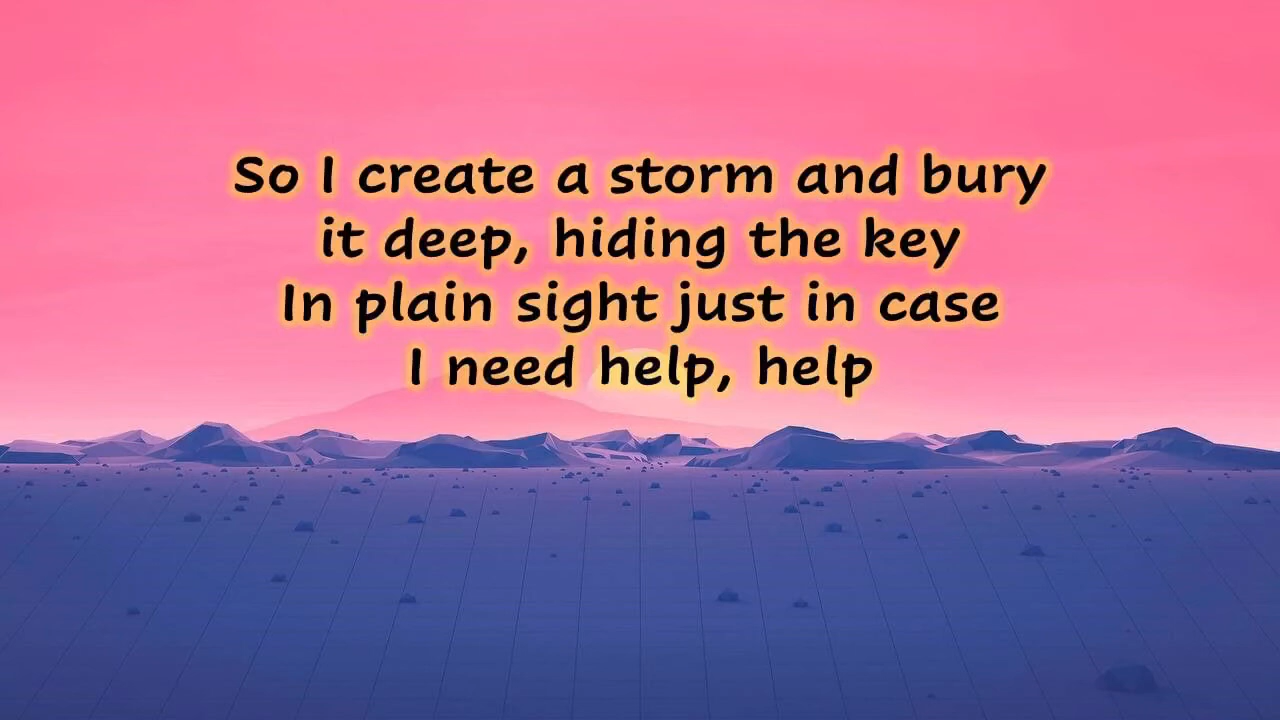 So I create a storm and bury
it deep, hiding the key
In plain sight just in case
I need help, help